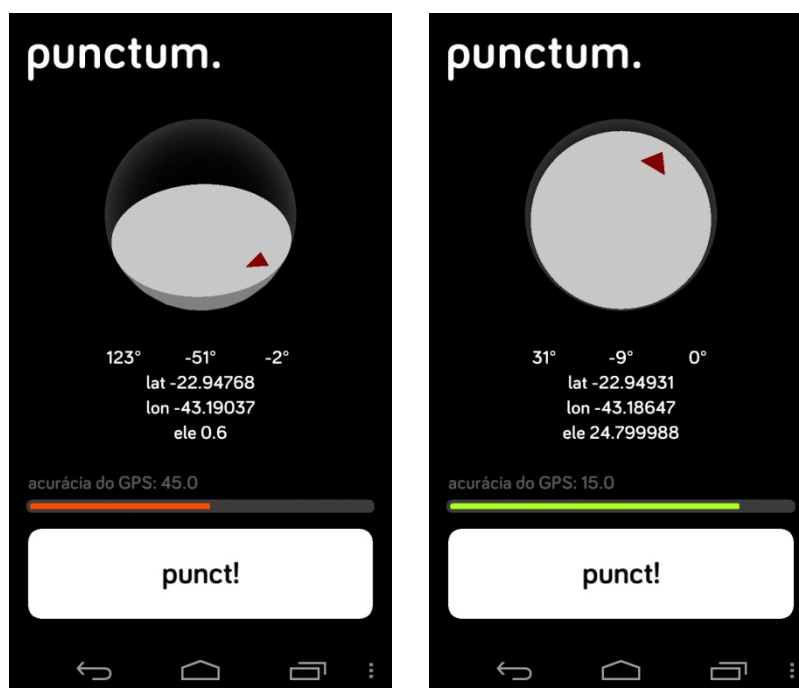 punctum.
123° -51° -2°
lat -22.94768
lon -43.19037
ele 0.6
acurácia do GPS: 45.0
punct!
punctum.
31° -9° 0°
lat -22.94931
lon -43.18647
ele 24.799988
acurácia do GPS: 15.0
punct!